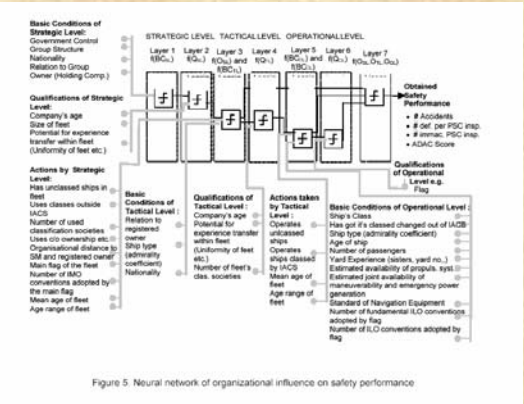 Basic Conditions of
Strategic Level:
Government Control
Group Structure
Nationality
Relation to Group
Owner (Holding Comp.)
Qualifications of Strategic
Level:
Company's age
Size of fleet
Potential for experience
transfer within fleet
(Uniformity of fleet etc.)
Actions by Strategic
Level:
Has unclassed ships in
fleet
Uses classes outside
IACS
Number of used
classification societies
Uses c/o ownership etc.
Organisational distance to
SM and registered owner
Main flag of the fleet
Number of IMO
conventions adopted by
the main flag
Mean age of fleet
Age range of fleet
STRATEGIC LEVEL TACTICAL LEVEL OPERATIONAL LEVEL
Layer 1
Layer 2
Layer 3
Layer 4
Layer 5
Layer 6
Layer 7
Obtained
Safety
Performance
• # Accidents
• # def. per PSC insp.
• # immac. PSC insp.
• ADAC Score
Qualifications
of Operational
Level e.g.
Flag
Basic
Conditions of
Tactical Level :
Relation to
registered
owner
Ship type
(admirality
coefficient)
Nationality
Qualifications of
Tactical Level :
Company's age
Potential for
experience transfer
within fleet
(Uniformity of fleet
etc.)
Number of fleet's
clas. societies
Actions taken
by Tactical
Level :
Operates
unlcassed
ships
Operates
ships classed
by IACS
Mean age of
fleet
Age range of
fleet
Basic Conditions of Operational Level :
Ship's Class
Has got it's classed changed out of IACS
Ship type (admirality coefficient)
Age of ship
Number of passengers
Yard Experience (sisters, yard no.,)
Estimated availability of propuls. syst.
Estimated joint availability of
maneuverability and emergency power
generation
Standard of Navigation Equipment
Number of fundamental ILO conventions
adopted by flag
Number of ILO conventions adopted by
flag
Figure 5. Neural network of organizational influence on safety performance